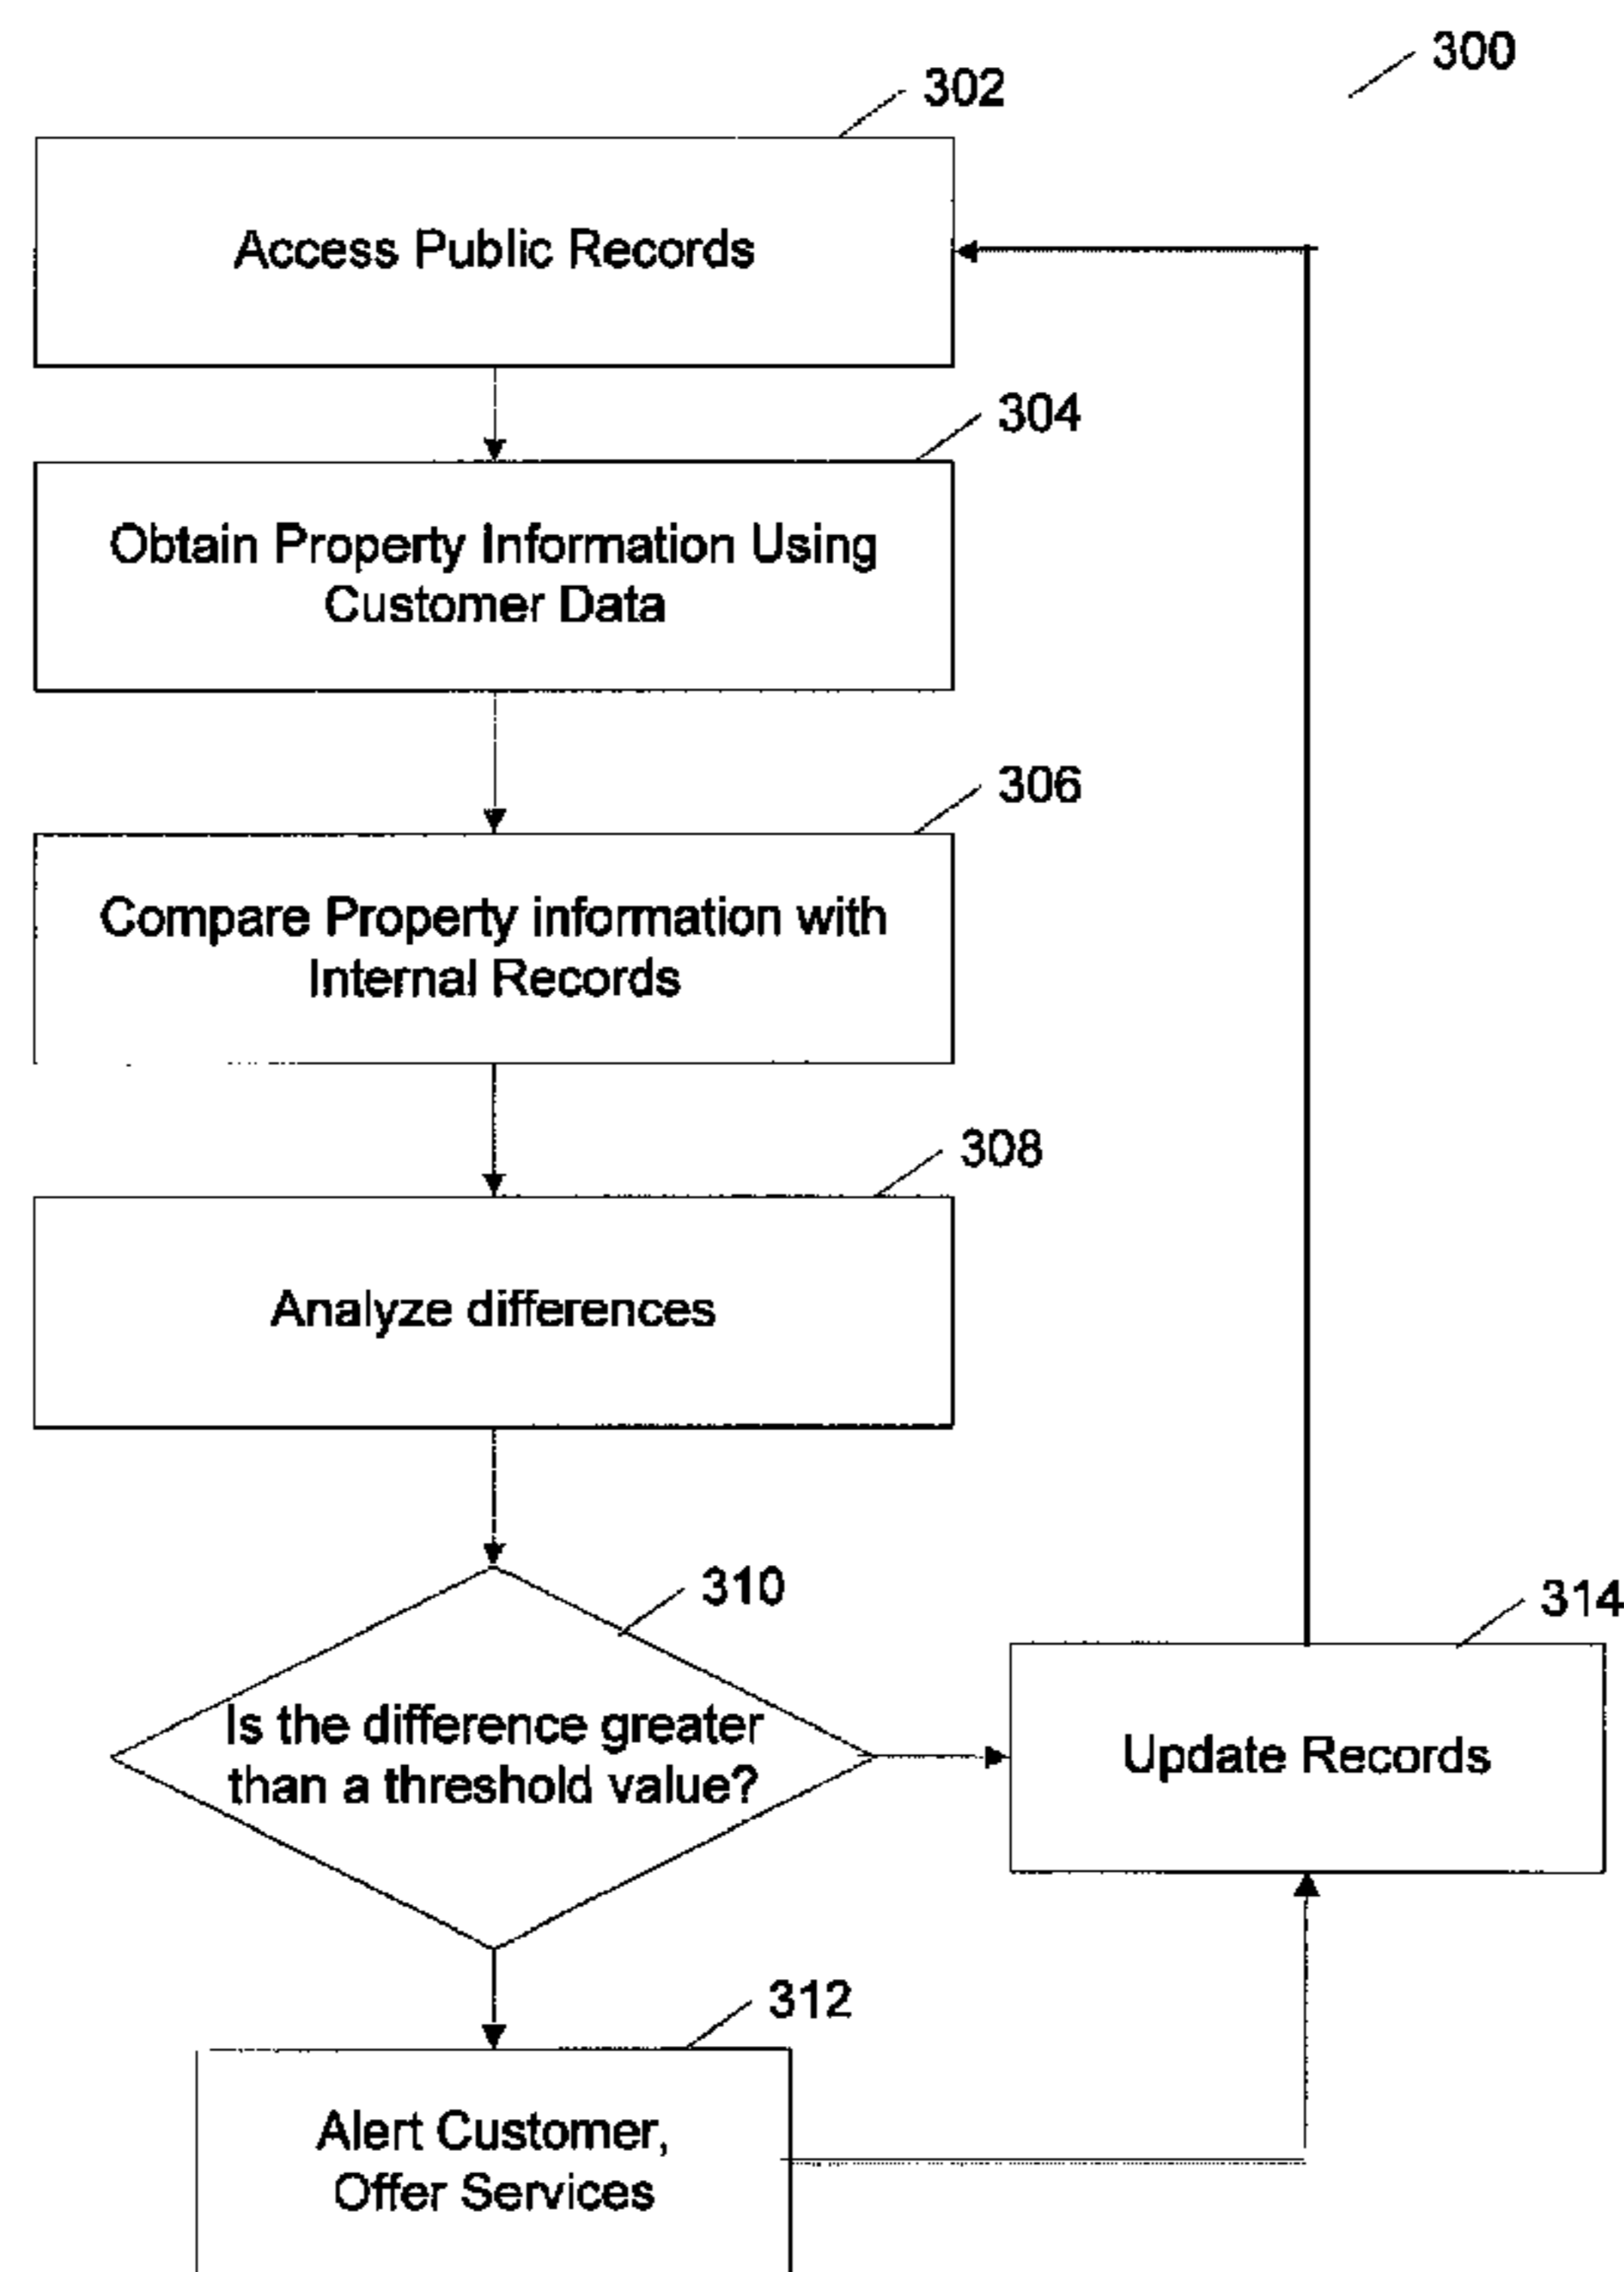 300
302
Access Public Records
304
Obtain Property Information Using
Customer Data
306
Compare Property information with
Internal Records
308
Analyze differences
310
Is the difference greater
than a threshold value?
314
Update Records
312
Alert Customer,
Offer Services